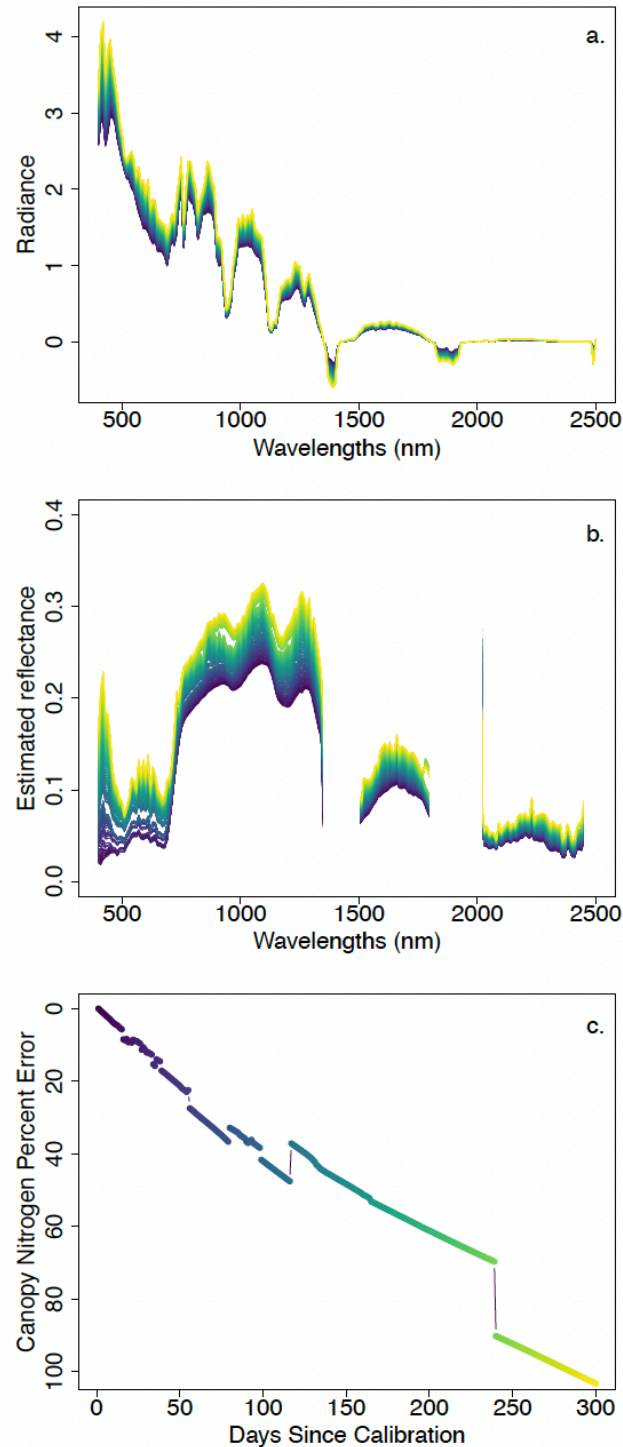 a.
4
3
2
1
0
Radiance
500 1000 1500 2000 2500
Wavelengths (nm)
b.
0.4
0.3
0.2
0.1
0.0
Estimated reflectance
500 1000 1500 2000 2500
Wavelengths (nm)
c.
0
20
40
60
80
100
Canopy Nitrogen Percent Error
0 50 100 150 200 250 300
Days Since Calibration